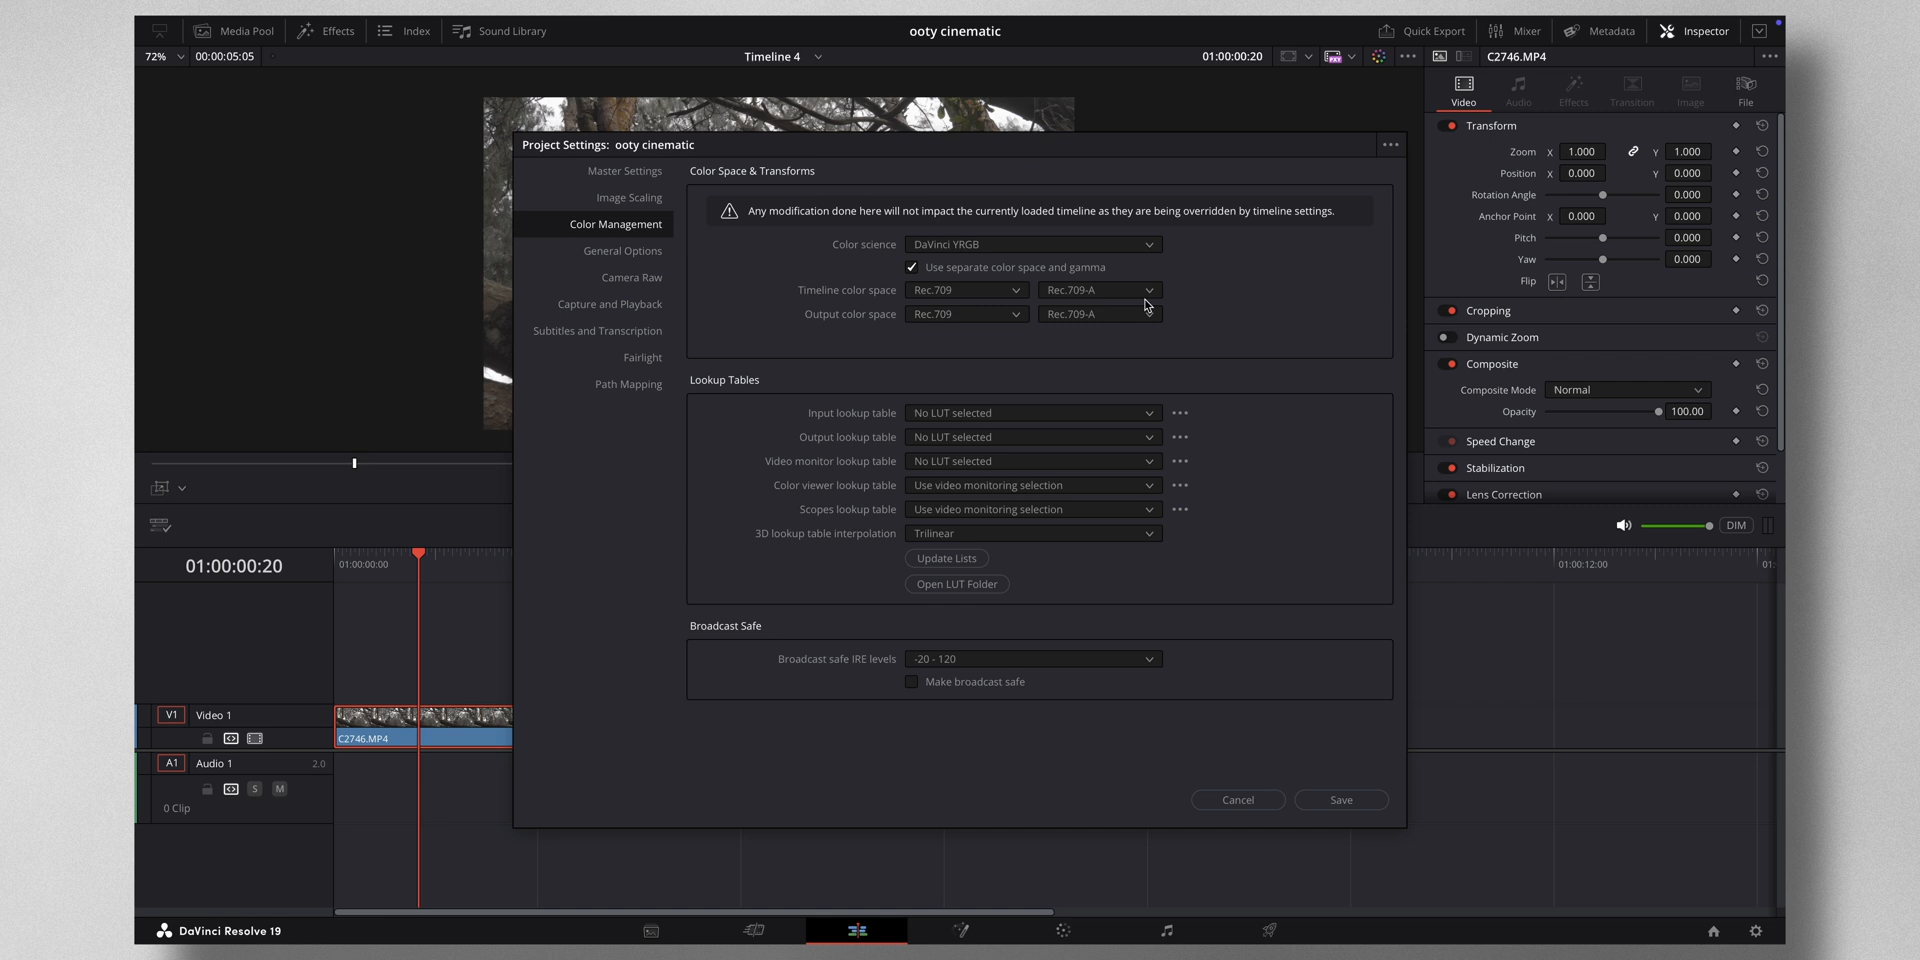 Media Pool
Effects
Index
Sound Library
ooty cinematic
Quick Export
Mixer
Metadata
Inspector
72%
00:00:05:05
Timeline 4
01:00:00:20
PXY
C2746.MP4
Video
Audio
Effects
Transition
Image
File
Transform
Zoom X 1.000 Y 1.000
Position X 0.000 Y 0.000
Rotation Angle 0.000
Anchor Point X 0.000 Y 0.000
Pitch 0.000
Yaw 0.000
Flip
Cropping
Dynamic Zoom
Composite
Composite Mode Normal
Opacity 100.00
Speed Change
Stabilization
Lens Correction
Project Settings: ooty cinematic
Master Settings
Image Scaling
Color Management
General Options
Camera Raw
Capture and Playback
Subtitles and Transcription
Fairlight
Path Mapping
Color Space & Transforms
Any modification done here will not impact the currently loaded timeline as they are being overridden by timeline settings.
Color science DaVinci YRGB
Use separate color space and gamma
Timeline color space Rec.709 Rec.709-A
Output color space Rec.709 Rec.709-A
Lookup Tables
Input lookup table No LUT selected
Output lookup table No LUT selected
Video monitor lookup table No LUT selected
Color viewer lookup table Use video monitoring selection
Scopes lookup table Use video monitoring selection
3D lookup table interpolation Trilinear
Update Lists
Open LUT Folder
Broadcast Safe
Broadcast safe IRE levels -20 - 120
Make broadcast safe
Cancel
Save
DIM
01:00:00:20
01:00:00:00
01:00:12:00
01:
V1 Video 1
C2746.MP4
A1 Audio 1 2.0
S M
0 Clip
DaVinci Resolve 19